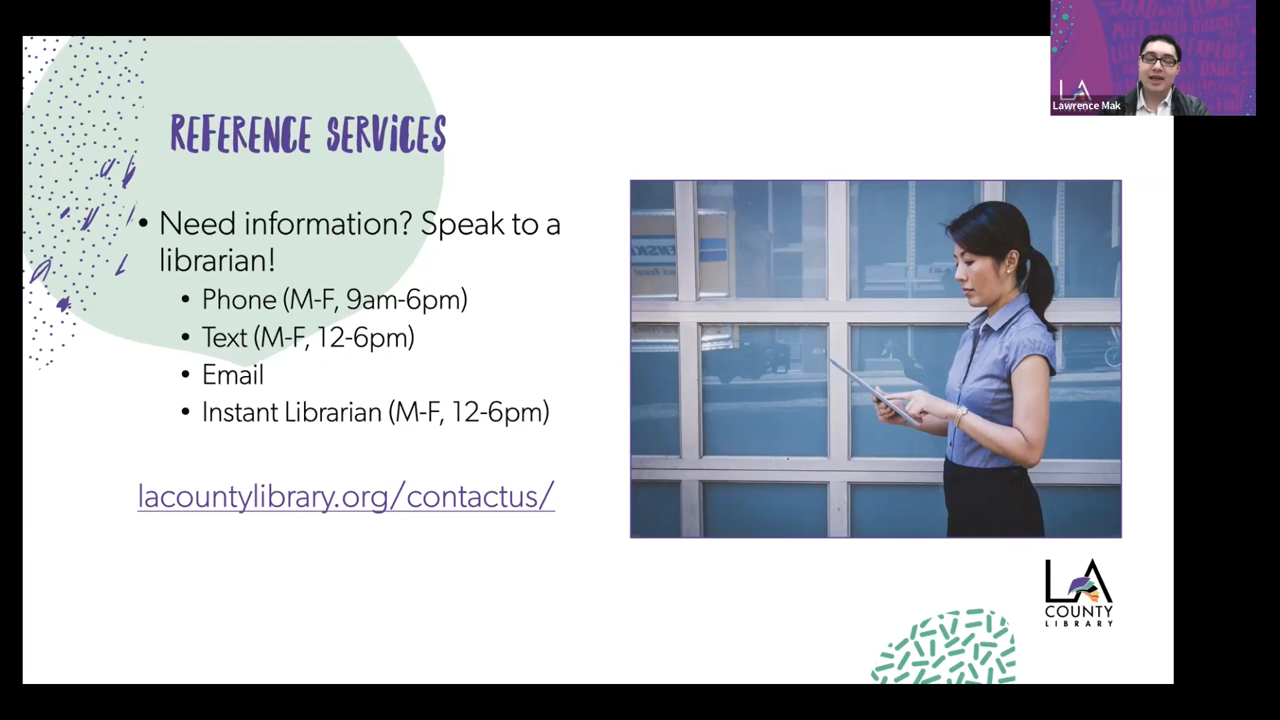 REFERENCE SERVICES
• Need information? Speak to a
librarian!
• Phone (M-F, 9am-6pm)
• Text (M-F, 12-6pm)
• Email
• Instant Librarian (M-F, 12-6pm)
lacountylibrary.org/contactus/
LA
COUNTY
LIBRARY
LA
Lawrence Mak